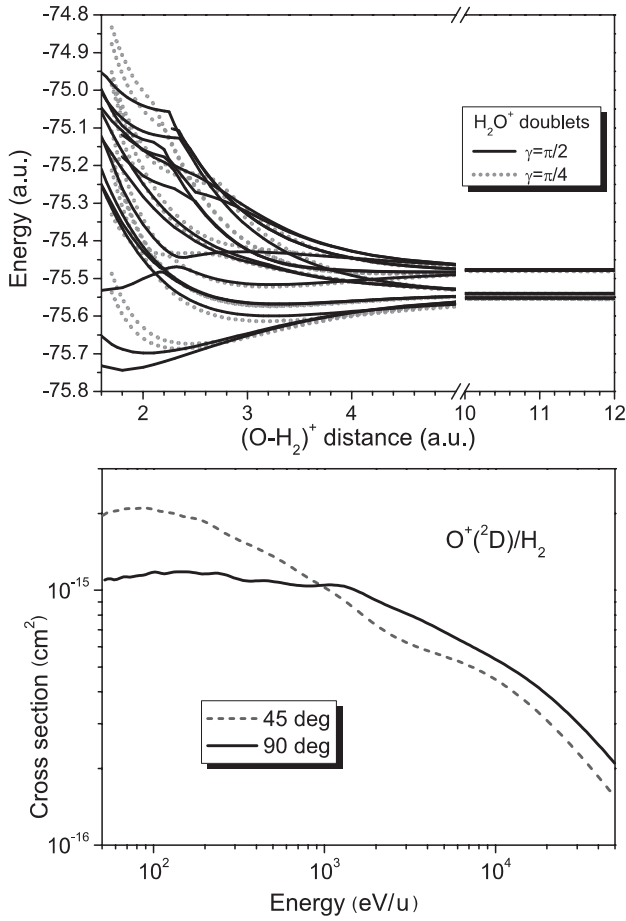 -74.8
-74.9
-75.0
-75.1
-75.2
-75.3
-75.4
-75.5
-75.6
-75.7
-75.8
Energy (a.u.)
H₂O⁺ doublets
γ=π/2
γ=π/4
2 3 4 10 11 12
(O-H₂)⁺ distance (a.u.)
O⁺(²D)/H₂
10⁻¹⁵
10⁻¹⁶
Cross section (cm²)
45 deg
90 deg
10² 10³ 10⁴
Energy (eV/u)